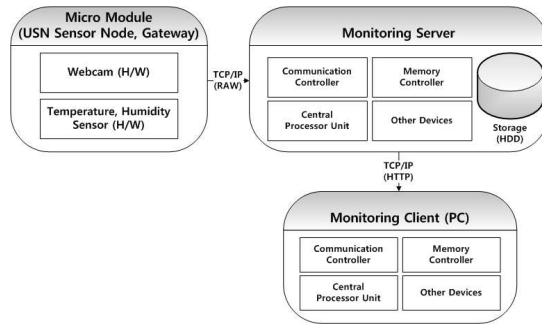 Micro Module
(USN Sensor Node, Gateway)
Webcam (H/W)
Temperature, Humidity
Sensor (H/W)
TCP/IP
(RAW)
Monitoring Server
Communication
Controller
Memory
Controller
Central
Processor Unit
Other Devices
Storage
(HDD)
TCP/IP
(HTTP)
Monitoring Client (PC)
Communication
Controller
Memory
Controller
Central
Processor Unit
Other Devices